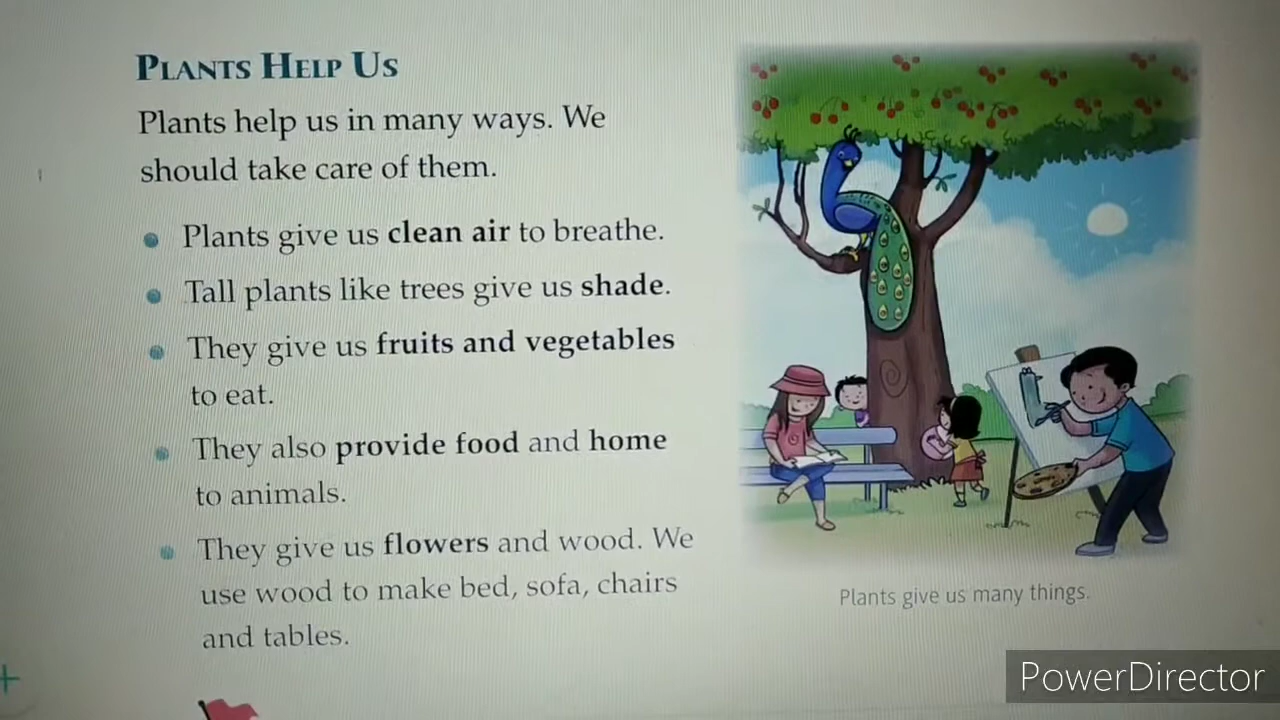 PLANTS HELP US
Plants help us in many ways. We
should take care of them.
Plants give us clean air to breathe.
Tall plants like trees give us shade.
They give us fruits and vegetables
to eat.
They also provide food and home
to animals.
They give us flowers and wood. We
use wood to make bed, sofa, chairs
and tables.
Plants give us many things.
PowerDirector